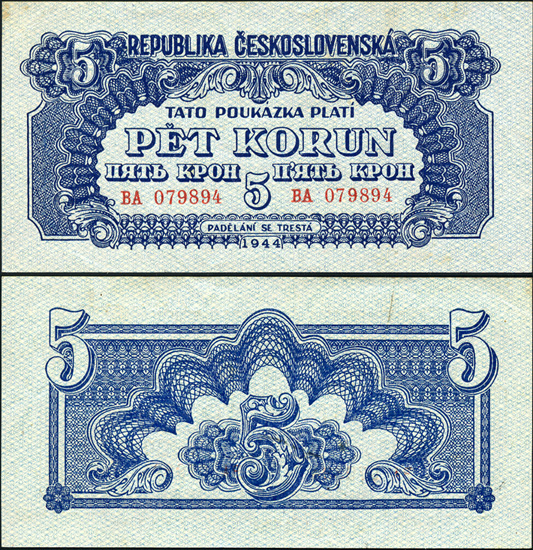 5 REPUBLIKA ČESKOSLOVENSKÁ 5
TATO POUKÁZKA PLATÍ
PĚT KORUN
ПЯТЬ КРОН П'ЯТЬ КРОН
BA 079894 5 BA 079894
PADĚLÁNÍ SE TRESTÁ
1944
5 5
5